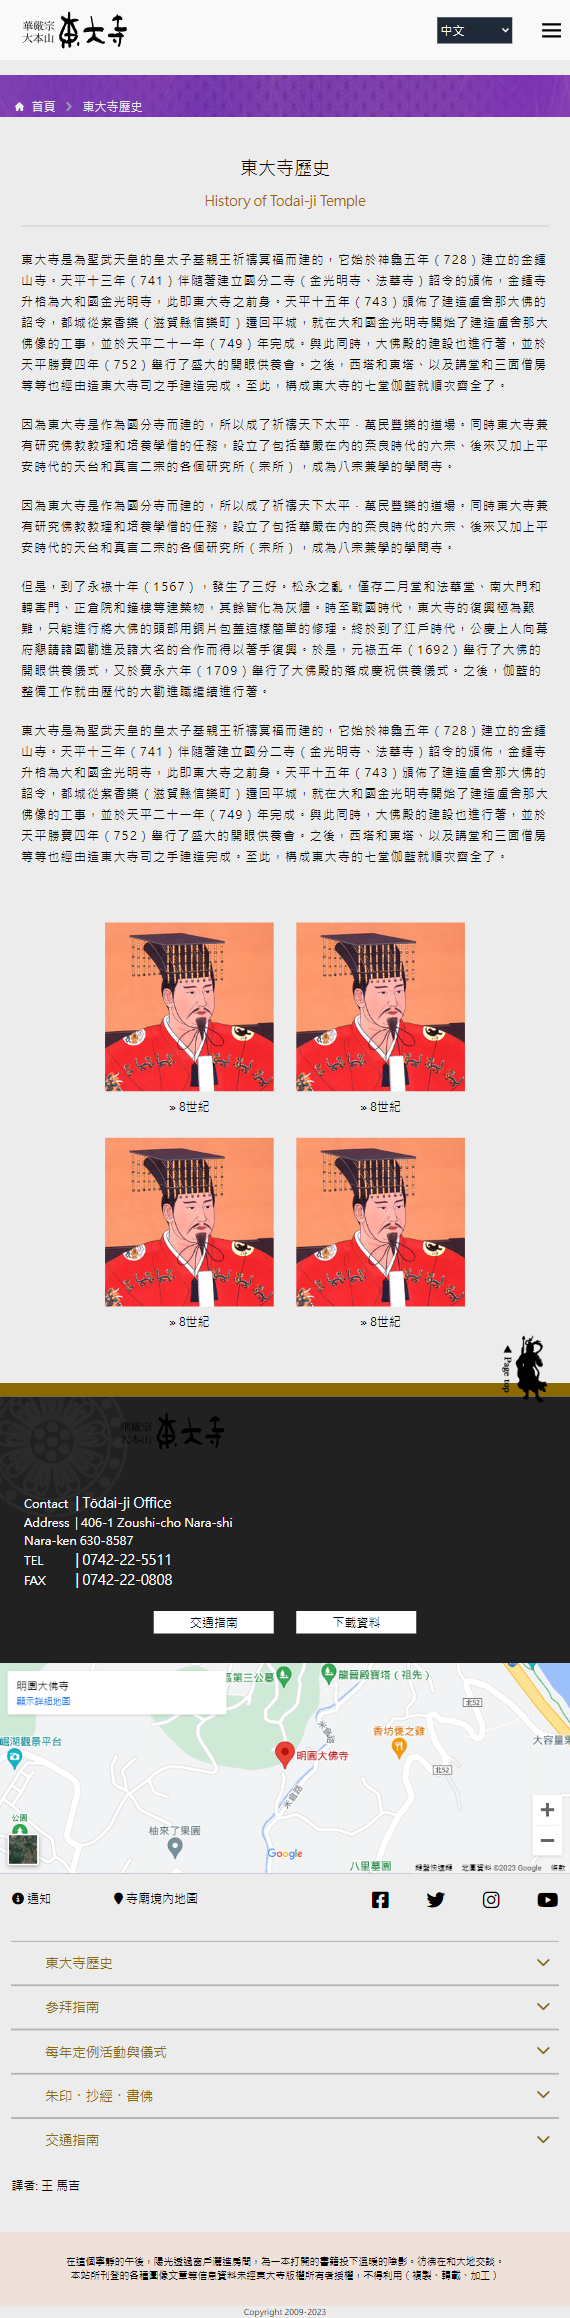 華嚴宗
大本山
東大寺
中文
首頁 東大寺歷史
東大寺歷史
History of Todai-ji Temple
東大寺是為聖武天皇的皇太子基親王祈禱冥福而建的，它始於神龜五年（728）建立的金鐘
山寺。天平十三年（741）伴隨著建立國分二寺（金光明寺、法華寺）詔令的頒佈，金鐘寺
升格為大和國金光明寺，此即東大寺之前身。天平十五年（743）頒佈了建造盧舍那大佛的
詔令，都城從紫香樂（滋賀縣信樂町）遷回平城，就在大和國金光明寺開始了建造盧舍那大
佛像的工事，並於天平二十一年（749）年完成。與此同時，大佛殿的建設也進行著，並於
天平勝寶四年（752）舉行了盛大的開眼供養會。之後，西塔和東塔、以及講堂和三面僧房
等等也經由造東大寺司之手建造完成。至此，構成東大寺的七堂伽藍就順次齊全了。
因為東大寺是作為國分寺而建的，所以成了祈禱天下太平．萬民豐樂的道場。同時東大寺兼
有研究佛教教理和培養學僧的任務，設立了包括華嚴在內的奈良時代的六宗、後來又加上平
安時代的天台和真言二宗的各個研究所（宗所），成為八宗兼學的學問寺。
因為東大寺是作為國分寺而建的，所以成了祈禱天下太平．萬民豐樂的道場。同時東大寺兼
有研究佛教教理和培養學僧的任務，設立了包括華嚴在內的奈良時代的六宗、後來又加上平
安時代的天台和真言二宗的各個研究所（宗所），成為八宗兼學的學問寺。
但是，到了永祿十年（1567），發生了三好。松永之亂，僅存二月堂和法華堂、南大門和
轉害門、正倉院和鐘樓等建築物，其餘皆化為灰燼。時至戰國時代，東大寺的復興極為艱
難，只能進行將大佛的頭部用銅片包蓋這樣簡單的修理。終於到了江戶時代，公慶上人向幕
府懇請諸國勸進及諸大名的合作而得以著手復興。於是，元祿五年（1692）舉行了大佛的
開眼供養儀式，又於寶永六年（1709）舉行了大佛殿的落成慶祝供養儀式。之後，伽藍的
整備工作就由歷代的大勸進職繼續進行著。
東大寺是為聖武天皇的皇太子基親王祈禱冥福而建的，它始於神龜五年（728）建立的金鐘
山寺。天平十三年（741）伴隨著建立國分二寺（金光明寺、法華寺）詔令的頒佈，金鐘寺
升格為大和國金光明寺，此即東大寺之前身。天平十五年（743）頒佈了建造盧舍那大佛的
詔令，都城從紫香樂（滋賀縣信樂町）遷回平城，就在大和國金光明寺開始了建造盧舍那大
佛像的工事，並於天平二十一年（749）年完成。與此同時，大佛殿的建設也進行著，並於
天平勝寶四年（752）舉行了盛大的開眼供養會。之後，西塔和東塔、以及講堂和三面僧房
等等也經由造東大寺司之手建造完成。至此，構成東大寺的七堂伽藍就順次齊全了。
» 8世紀
» 8世紀
» 8世紀
» 8世紀
▲ Page top
華嚴宗
大本山
東大寺
Contact | Tōdai-ji Office
Address | 406-1 Zoushi-cho Nara-shi
Nara-ken 630-8587
TEL | 0742-22-5511
FAX | 0742-22-0808
交通指南
下載資料
明園大佛寺
顯示詳細地圖
區第三公墓
龍普殿寶塔（祖先）
米倉路
北52
香坊甕之雞
大容量果
崛湖觀景平台
明園大佛寺
北52
米倉路
公園
柚來了果園
Google
八里墓園
鍵盤快速鍵 地圖資料 ©2023 Google 條款
通知
寺廟境內地圖
東大寺歷史
參拜指南
每年定例活動與儀式
朱印．抄經．書佛
交通指南
譯者: 王 馬吉
在這個寧靜的午後，陽光透過窗戶灑進房間，為一本打開的書籍投下溫暖的陰影。彷彿在和大地交談。
本站所刊登的各種圖像文章等信息資料未經東大寺版權所有者授權，不得利用（複製、轉載、加工）
Copyright 2009-2023